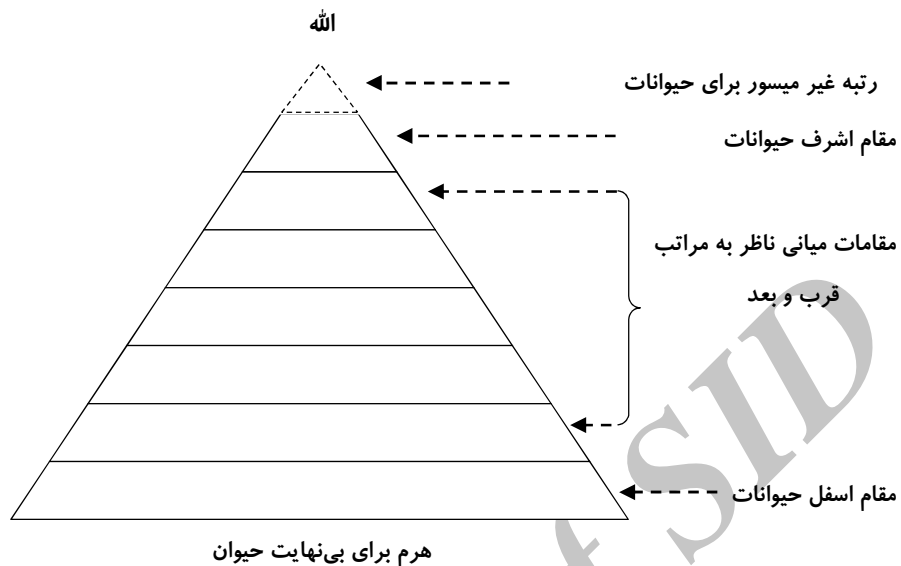 الله
رتبه غیر میسور برای حیوانات
مقام اشرف حیوانات
مقامات میانی ناظر به مراتب
قرب و بعد
مقام اسفل حیوانات
هرم برای بی‌نهایت حیوان
f SID